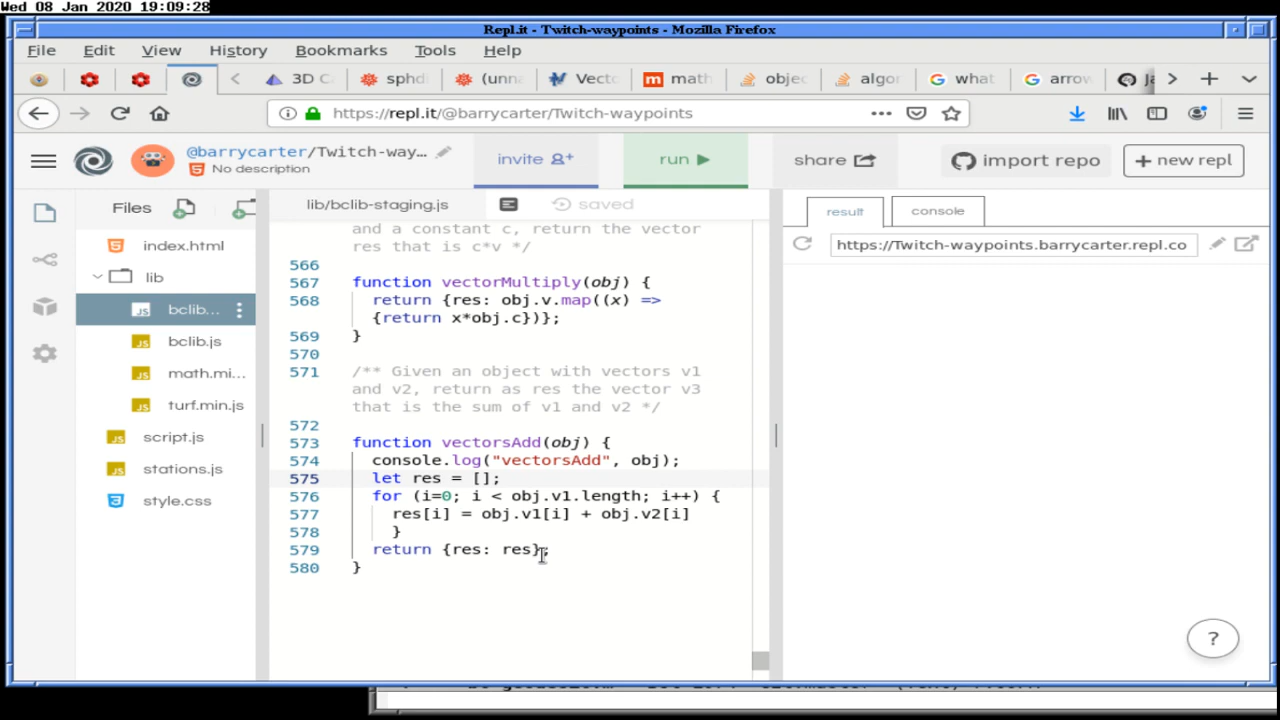 Wed 08 Jan 2020 19:09:28
Repl.it - Twitch-waypoints - Mozilla Firefox
File Edit View History Bookmarks Tools Help
3D C sphd (unna Vecto math objec algor what arrow
https://repl.it/@barrycarter/Twitch-waypoints
@barrycarter/Twitch-way...
No description
invite
run
share
import repo
+ new repl
Files
lib/bclib-staging.js
saved
result
console
index.html
lib
bclib...
bclib.js
math.mi...
turf.min.js
script.js
stations.js
style.css
and a constant c, return the vector
res that is c*v */
566
567 function vectorMultiply(obj) {
568 return {res: obj.v.map((x) =>
{return x*obj.c})};
569 }
570
571 /** Given an object with vectors v1
and v2, return as res the vector v3
that is the sum of v1 and v2 */
572
573 function vectorsAdd(obj) {
574 console.log("vectorsAdd", obj);
575 let res = [];
576 for (i=0; i < obj.v1.length; i++) {
577 res[i] = obj.v1[i] + obj.v2[i]
578 }
579 return {res: res};
580 }
https://Twitch-waypoints.barrycarter.repl.co
?